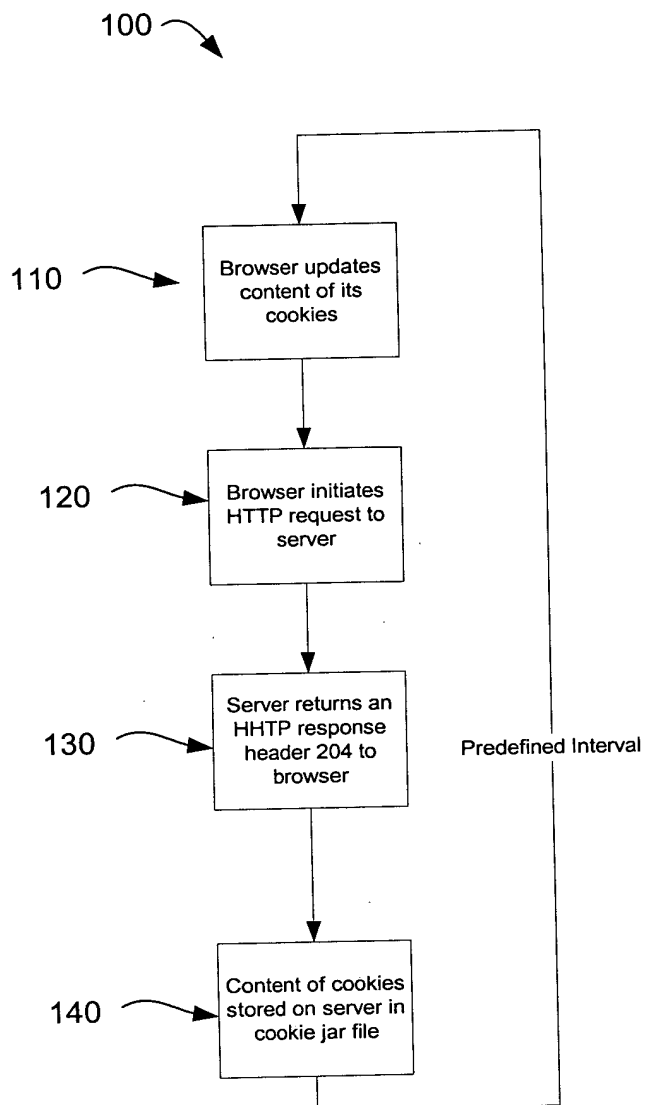 100
110
Browser updates
content of its
cookies
120
Browser initiates
HTTP request to
server
130
Server returns an
HHTP response
header 204 to
browser
Predefined Interval
140
Content of cookies
stored on server in
cookie jar file